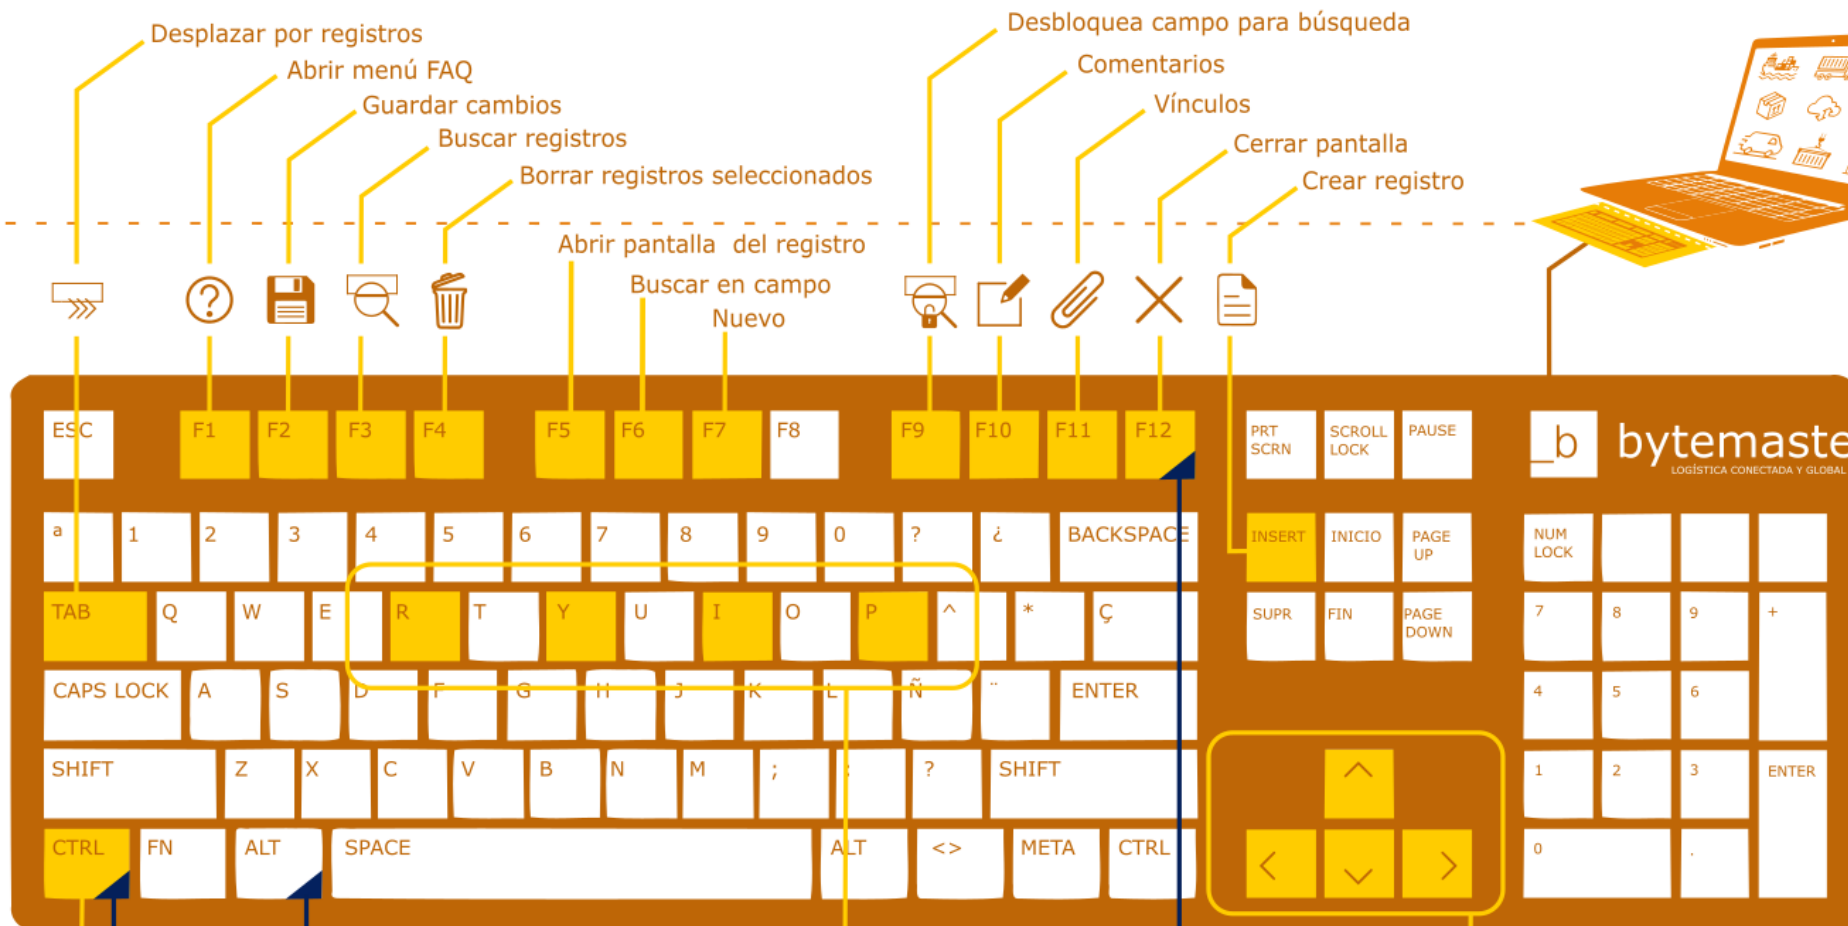 Desplazar por registros
Abrir menú FAQ
Guardar cambios
Buscar registros
Borrar registros seleccionados
Desbloquea campo para búsqueda
Comentarios
Vínculos
Cerrar pantalla
Crear registro
Abrir pantalla del registro
Buscar en campo
Nuevo
ESC F1 F2 F3 F4 F5 F6 F7 F8 F9 F10 F11 F12
PRT
SCRN
SCROLL
LOCK
PAUSE
_b bytemaste
LOGÍSTICA CONECTADA Y GLOBAL
ª 1 2 3 4 5 6 7 8 9 0 ? ¿ BACKSPACE
INSERT INICIO
PAGE
UP
NUM
LOCK
TAB Q W E R T Y U I O P ^ * Ç
SUPR FIN
PAGE
DOWN
7 8 9 +
CAPS LOCK A S D F G H J K L Ñ ¨ ENTER
4 5 6
SHIFT Z X C V B N M ; : ? SHIFT
1 2 3 ENTER
CTRL FN ALT SPACE ALT <> META CTRL
0 .